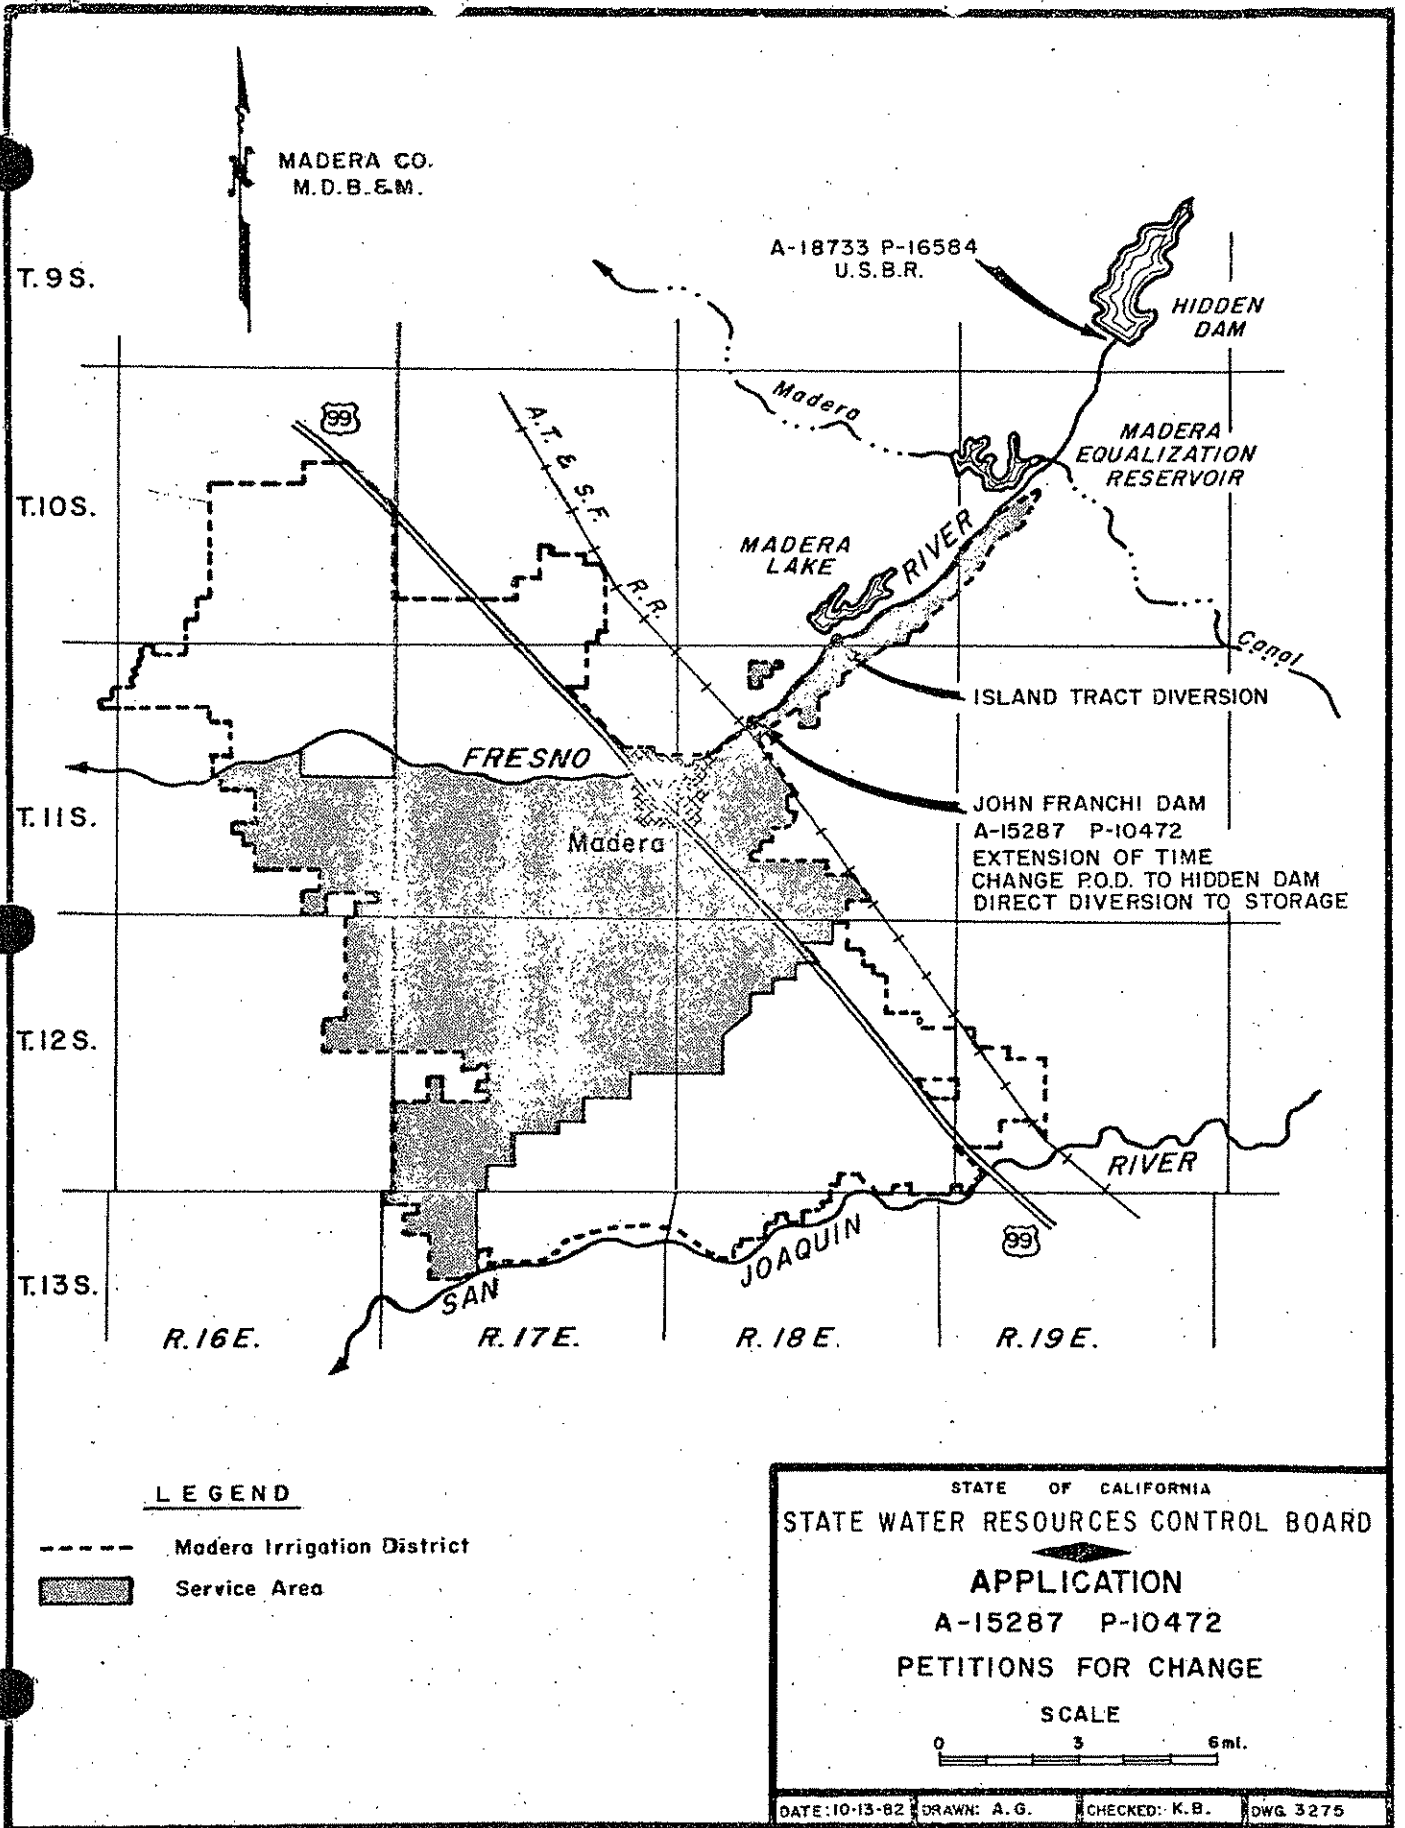 MADERA CO.
M.D.B.&M.
A-18733 P-16584
U.S.B.R.
T.9S.
HIDDEN
DAM
99
Madera
A.T. & S.F. R.R.
MADERA
EQUALIZATION
RESERVOIR
T.10S.
MADERA
LAKE
RIVER
Canal
ISLAND TRACT DIVERSION
FRESNO
JOHN FRANCHI DAM
A-15287 P-10472
EXTENSION OF TIME
CHANGE P.O.D. TO HIDDEN DAM
DIRECT DIVERSION TO STORAGE
T.11S.
Madera
T.12S.
RIVER
JOAQUIN
99
SAN
T.13S.
R.16E.
R.17E.
R.18E.
R.19E.
LEGEND
Madera Irrigation District
Service Area
STATE OF CALIFORNIA
STATE WATER RESOURCES CONTROL BOARD
APPLICATION
A-15287 P-10472
PETITIONS FOR CHANGE
SCALE
0 3 6mi.
DATE: 10-13-82 DRAWN: A.G. CHECKED: K.B. DWG. 3275